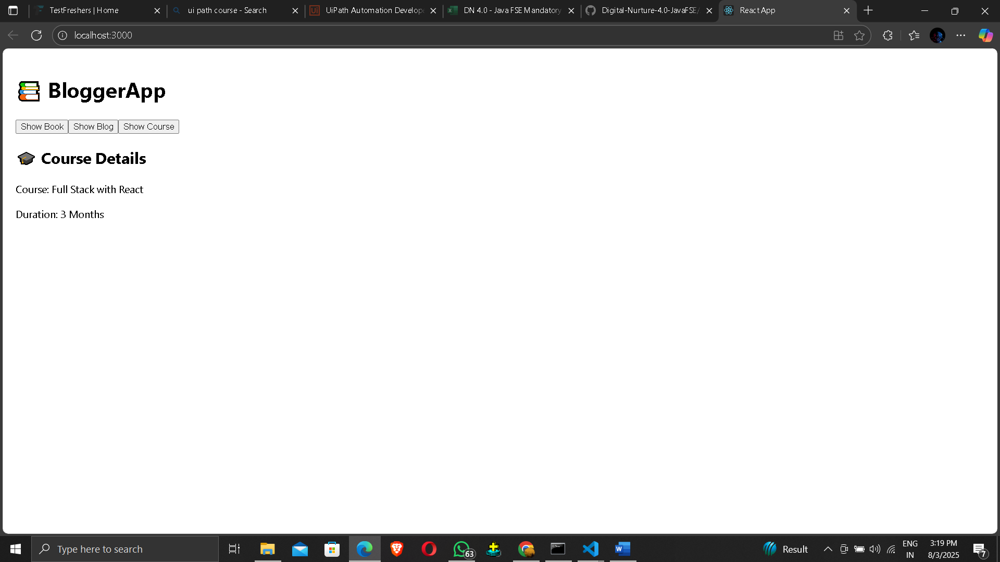 TestFreshers | Home
ui path course - Search
UiPath Automation Develope
DN 4.0 - Java FSE Mandatory
Digital-Nurture-4.0-JavaFSE/
React App
localhost:3000
BloggerApp
Show Book Show Blog Show Course
Course Details
Course: Full Stack with React
Duration: 3 Months
Type here to search
63
Result
ENG
IN
3:19 PM
8/3/2025
7